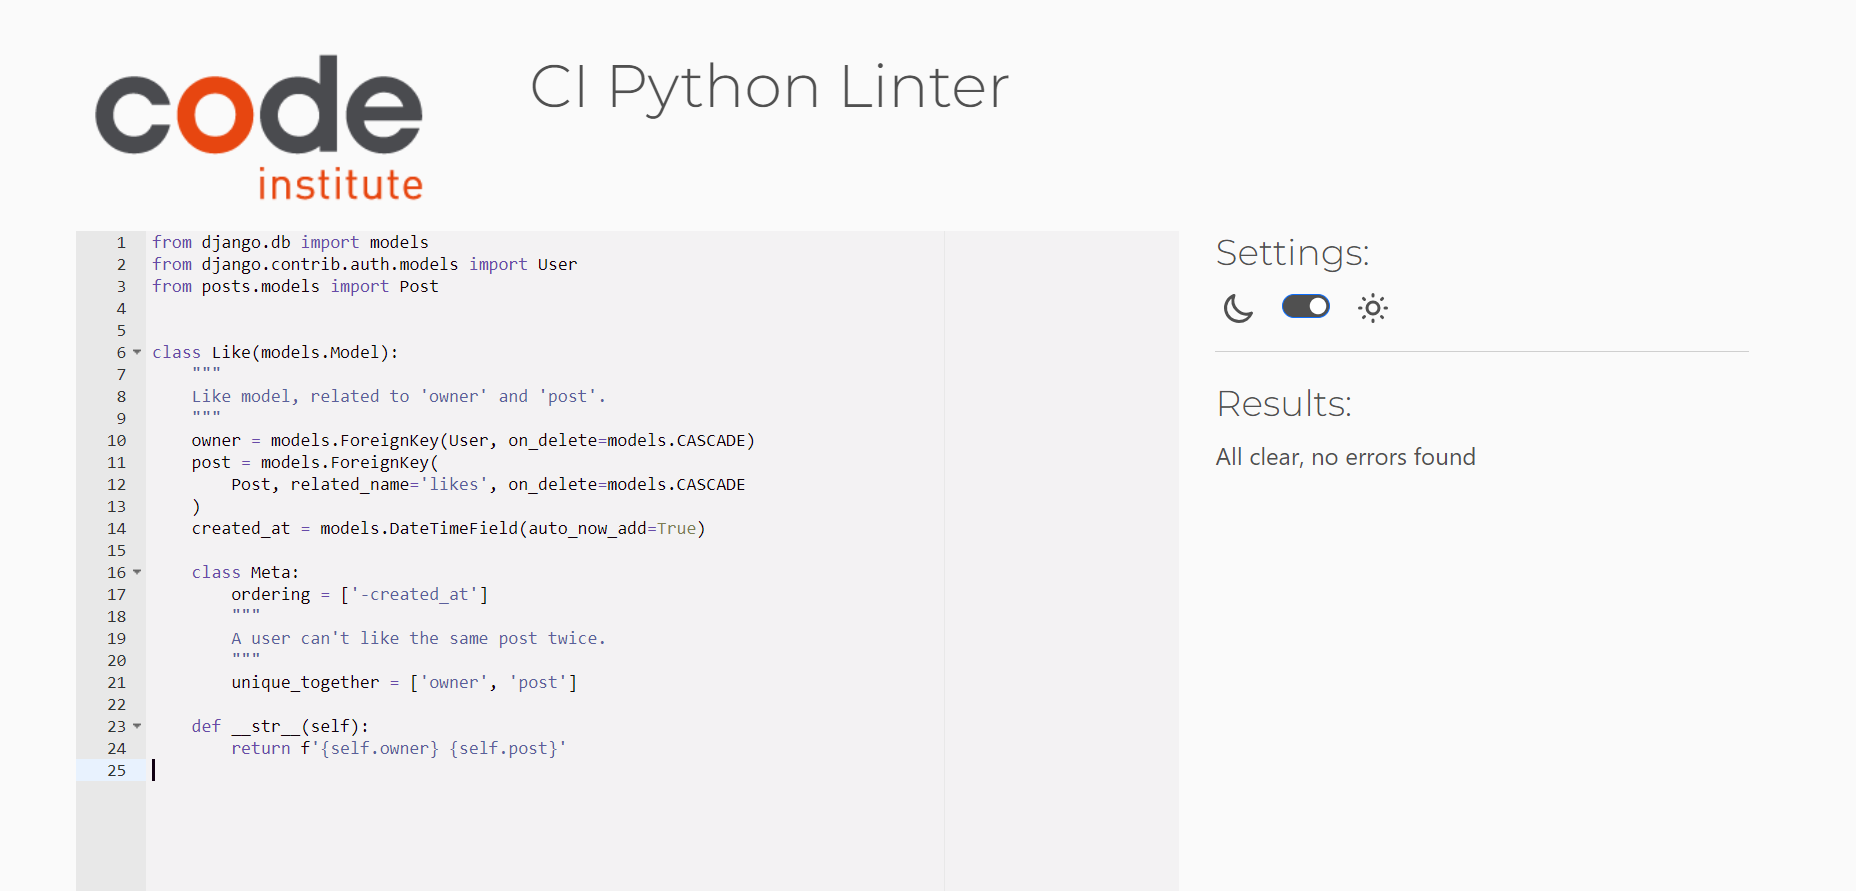 code
institute
CI Python Linter
1 from django.db import models
2 from django.contrib.auth.models import User
3 from posts.models import Post
4
5
6 class Like(models.Model):
7     """
8     Like model, related to 'owner' and 'post'.
9     """
10     owner = models.ForeignKey(User, on_delete=models.CASCADE)
11     post = models.ForeignKey(
12         Post, related_name='likes', on_delete=models.CASCADE
13     )
14     created_at = models.DateTimeField(auto_now_add=True)
15
16     class Meta:
17         ordering = ['-created_at']
18         """
19         A user can't like the same post twice.
20         """
21         unique_together = ['owner', 'post']
22
23     def __str__(self):
24         return f'{self.owner} {self.post}'
25
Settings:
Results:
All clear, no errors found